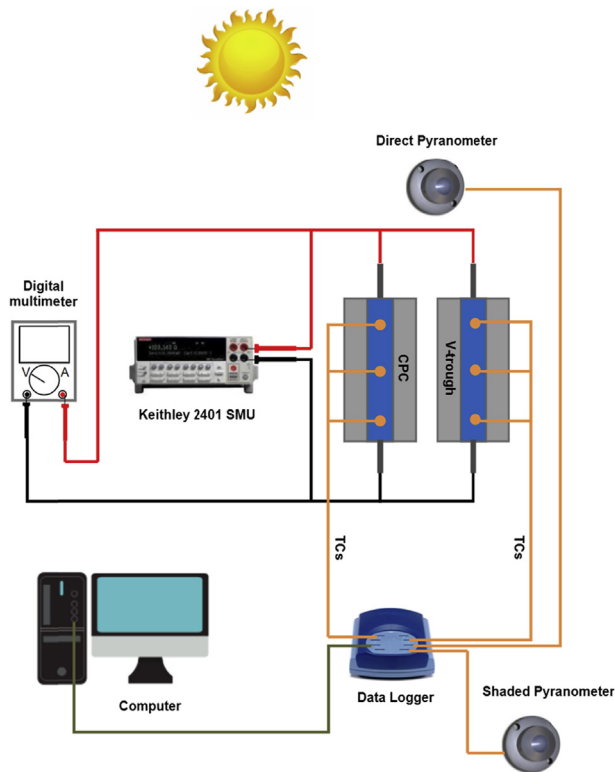 Direct Pyranometer
Digital
multimeter
V
A
Keithley 2401 SMU
CPC
V-trough
TCs
TCs
Computer
Data Logger
Shaded Pyranometer